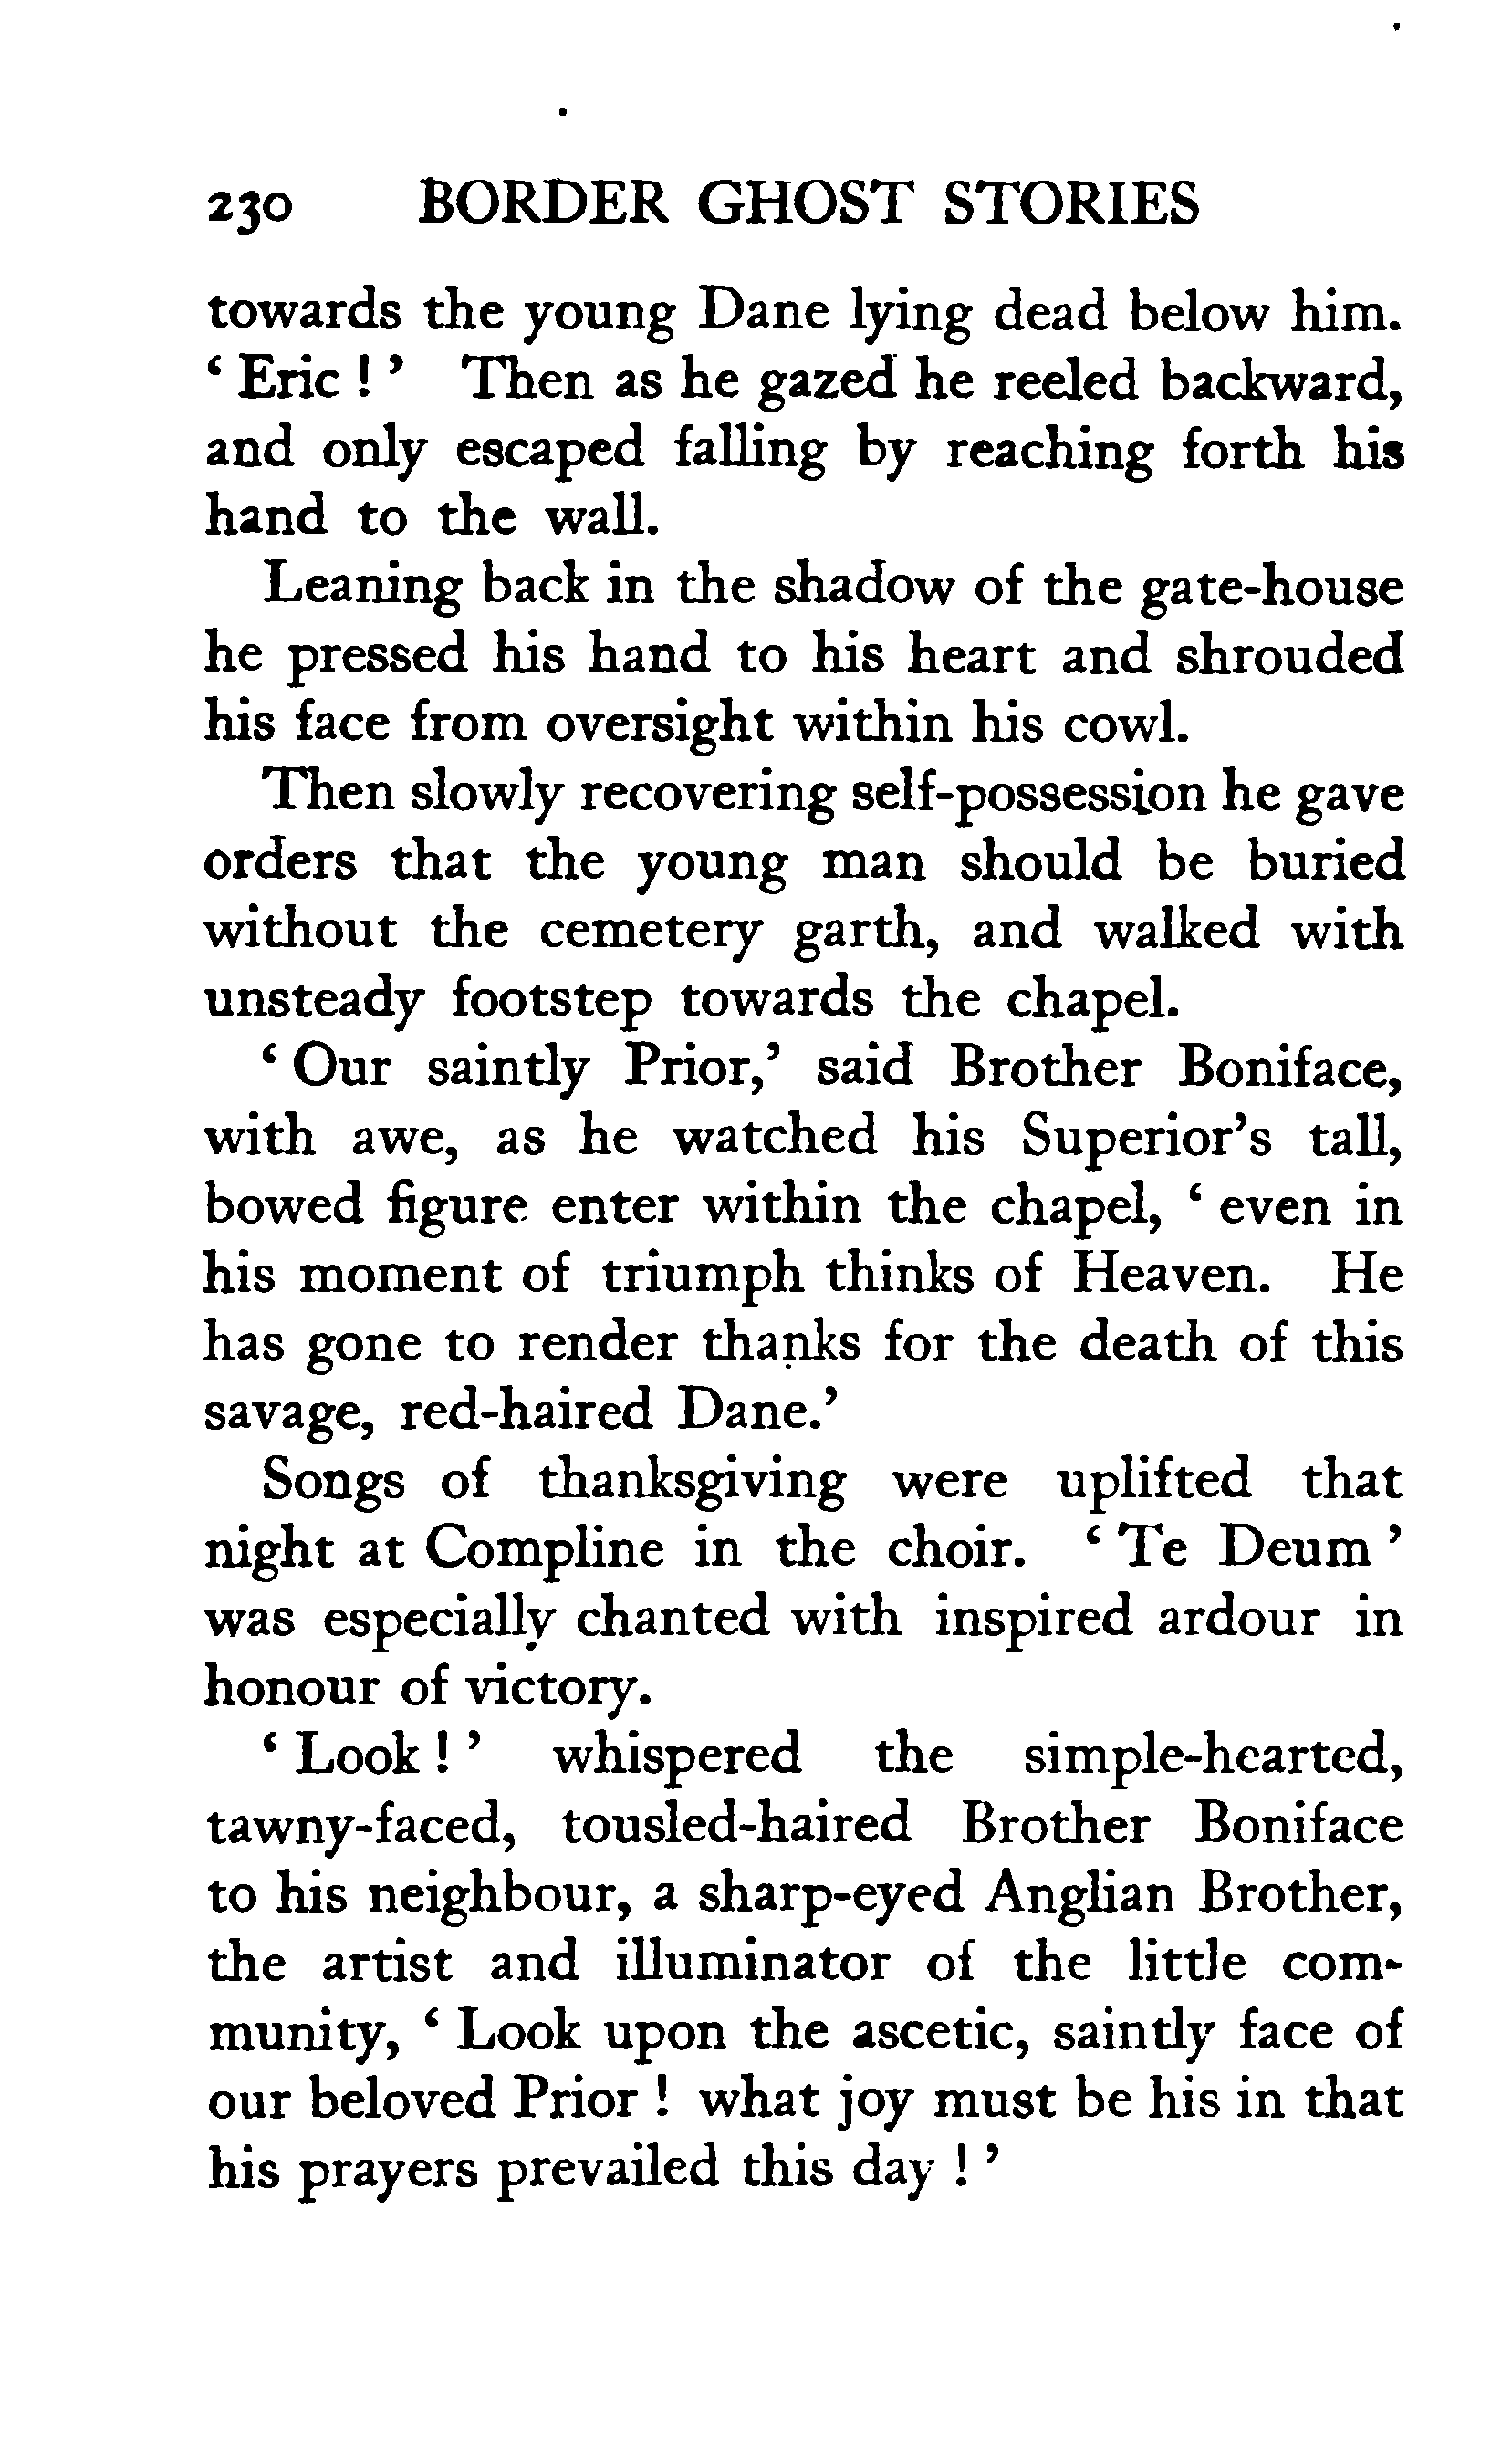 230 BORDER GHOST STORIES
towards the young Dane lying dead below him.
‘ Eric ! ’ Then as he gazed he reeled backward,
and only escaped falling by reaching forth his
hand to the wall.
Leaning back in the shadow of the gate-house
he pressed his hand to his heart and shrouded
his face from oversight within his cowl.
Then slowly recovering self-possession he gave
orders that the young man should be buried
without the cemetery garth, and walked with
unsteady footstep towards the chapel.
‘ Our saintly Prior,’ said Brother Boniface,
with awe, as he watched his Superior’s tall,
bowed figure enter within the chapel, ‘ even in
his moment of triumph thinks of Heaven. He
has gone to render thanks for the death of this
savage, red-haired Dane.’
Songs of thanksgiving were uplifted that
night at Compline in the choir. ‘ Te Deum ’
was especially chanted with inspired ardour in
honour of victory.
‘ Look ! ’ whispered the simple-hearted,
tawny-faced, tousled-haired Brother Boniface
to his neighbour, a sharp-eyed Anglian Brother,
the artist and illuminator of the little com-
munity, ‘ Look upon the ascetic, saintly face of
our beloved Prior ! what joy must be his in that
his prayers prevailed this day ! ’